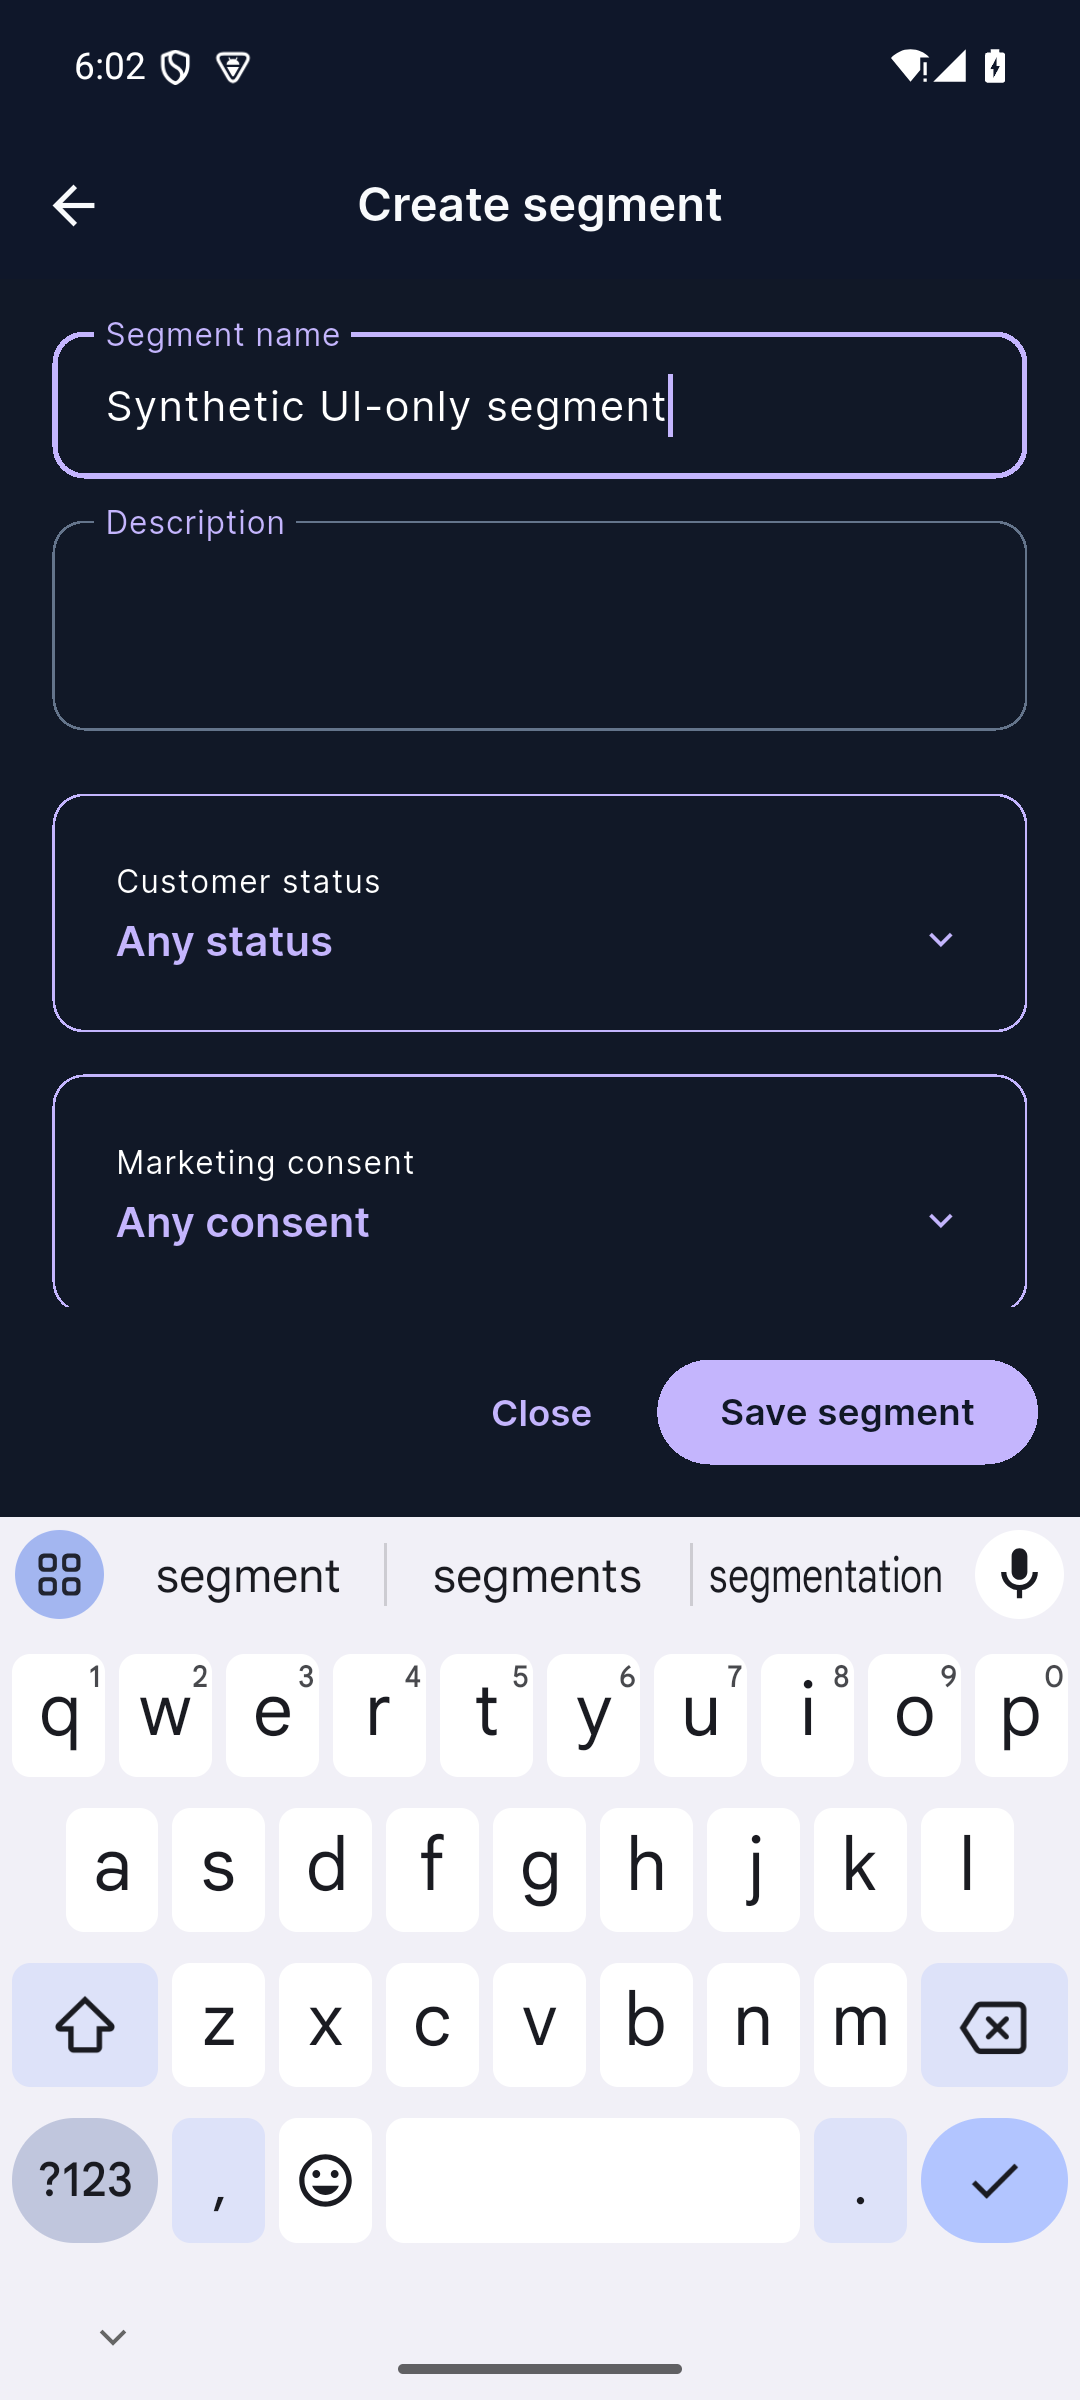 6:02
Create segment
Segment name
Synthetic UI-only segment
Description
Customer status
Any status
Marketing consent
Any consent
Close
Save segment
segment
segments
segmentation
q 1 w 2 e 3 r 4 t 5 y 6 u 7 i 8 o 9 p 0
a s d f g h j k l
z x c v b n m
?123 , .